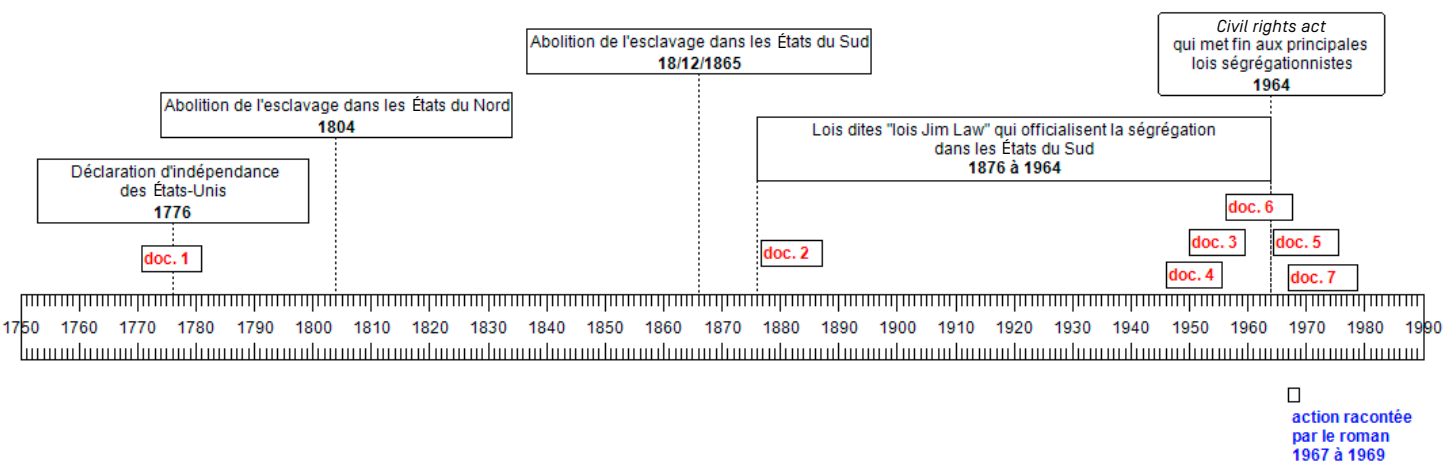 Civil rights act
qui met fin aux principales
lois ségrégationnistes
1964
Abolition de l'esclavage dans les États du Sud
18/12/1865
Abolition de l'esclavage dans les États du Nord
1804
Lois dites "lois Jim Law" qui officialisent la ségrégation
dans les États du Sud
1876 à 1964
Déclaration d'indépendance
des États-Unis
1776
doc. 6
doc. 1
doc. 2
doc. 3
doc. 5
doc. 4
doc. 7
1750 1760 1770 1780 1790 1800 1810 1820 1830 1840 1850 1860 1870 1880 1890 1900 1910 1920 1930 1940 1950 1960 1970 1980 1990
action racontée
par le roman
1967 à 1969